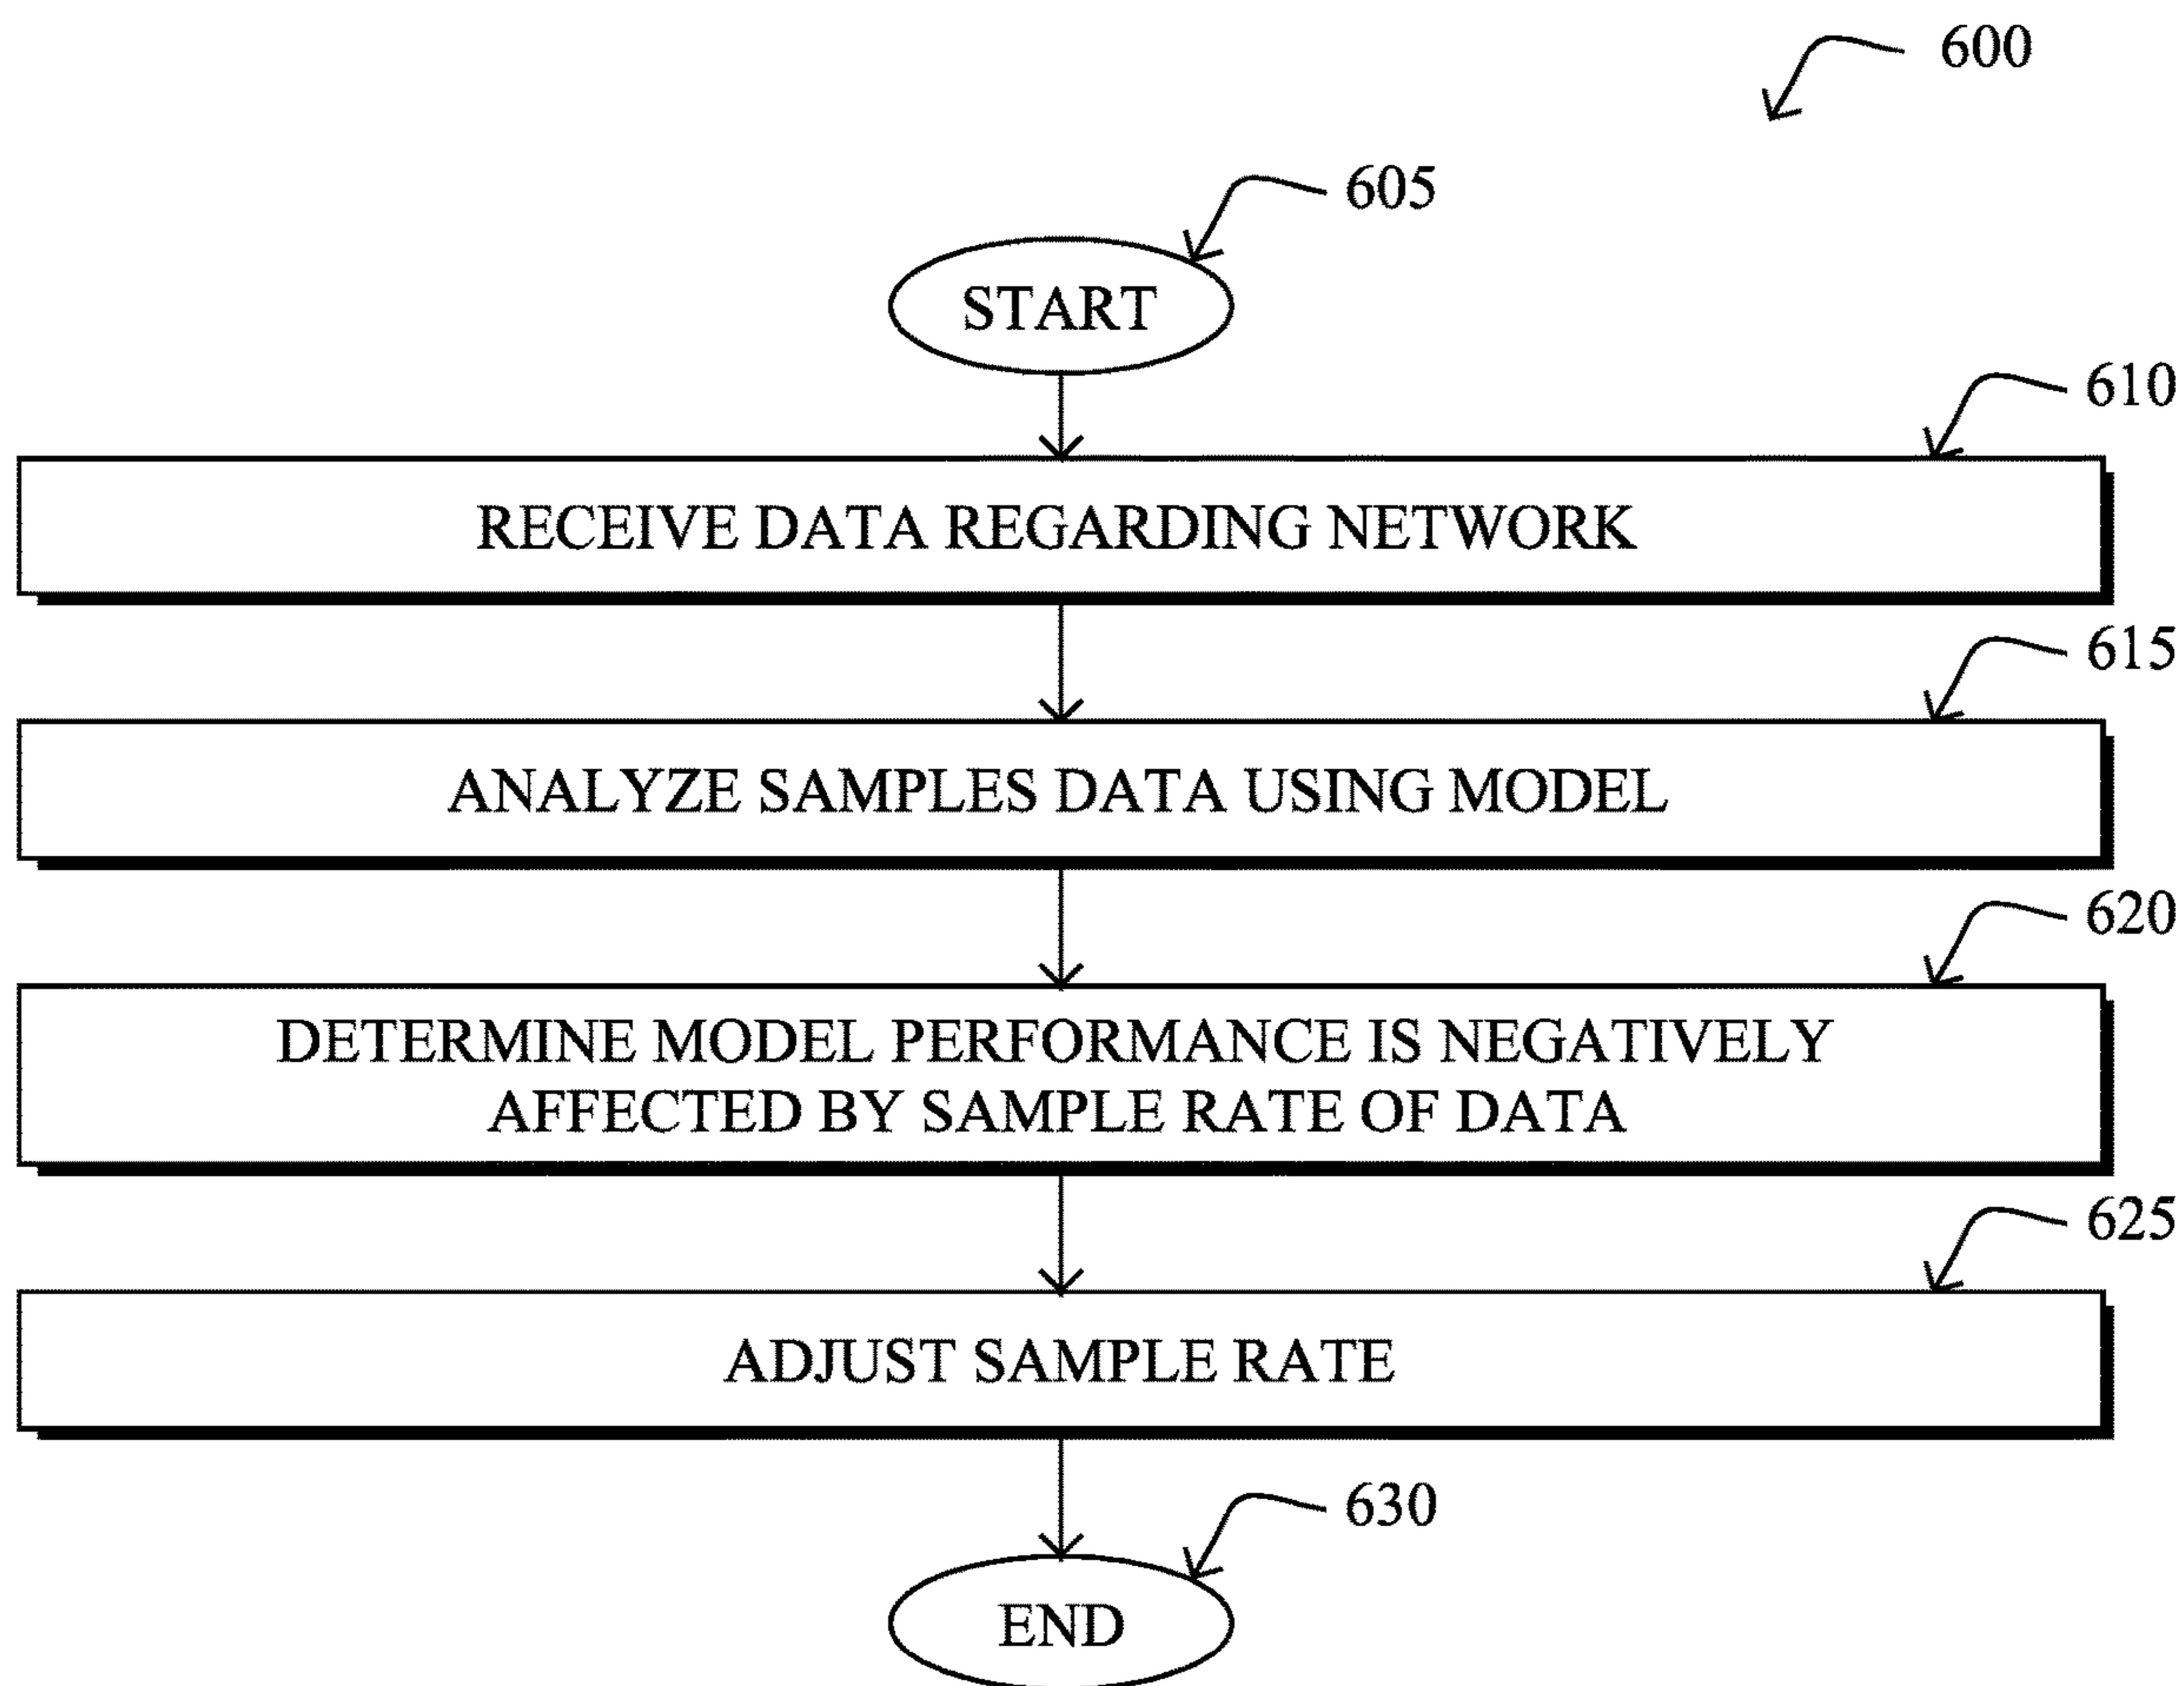 600
605
START
610
RECEIVE DATA REGARDING NETWORK
615
ANALYZE SAMPLES DATA USING MODEL
620
DETERMINE MODEL PERFORMANCE IS NEGATIVELY
AFFECTED BY SAMPLE RATE OF DATA
625
ADJUST SAMPLE RATE
630
END